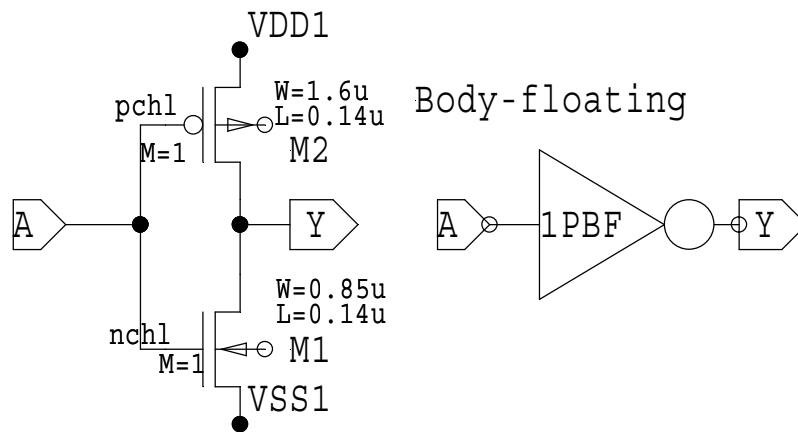 VDD1
W=1.6u
L=0.14u
pchl
M=1
M2
A
Y
W=0.85u
L=0.14u
nchl
M=1
M1
VSS1
Body-floating
A
1PBF
Y